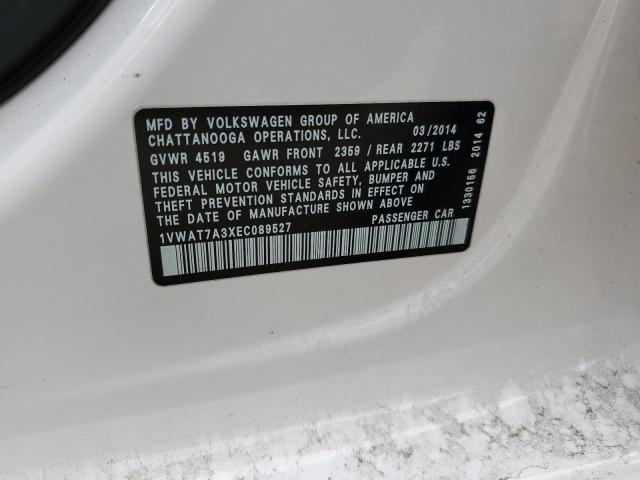 MFD BY VOLKSWAGEN GROUP OF AMERICA
CHATTANOOGA OPERATIONS, LLC. 03/2014
GVWR 4519 GAWR FRONT 2359 / REAR 2271 LBS
THIS VEHICLE CONFORMS TO ALL APPLICABLE U.S.
FEDERAL MOTOR VEHICLE SAFETY, BUMPER AND
THEFT PREVENTION STANDARDS IN EFFECT ON
THE DATE OF MANUFACTURE SHOWN ABOVE
1VWAT7A3XEC089527 PASSENGER CAR
1330156 2014 62